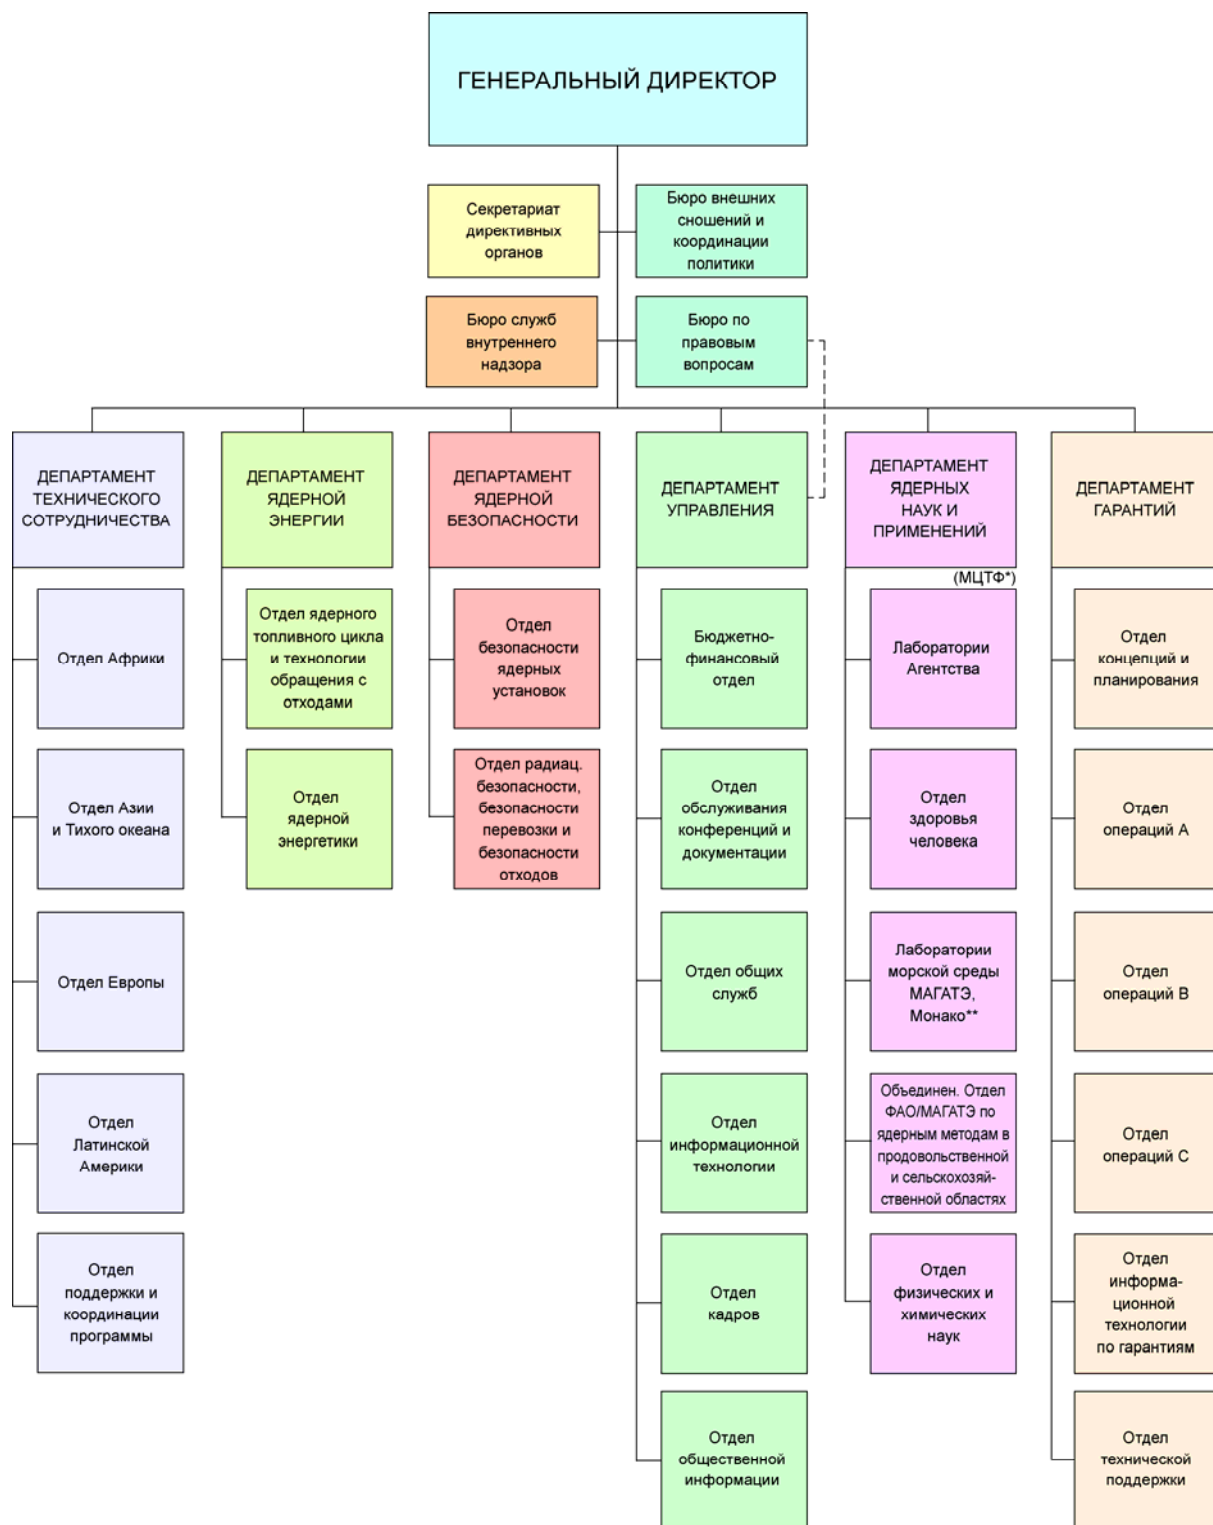 ГЕНЕРАЛЬНЫЙ ДИРЕКТОР
Секретариат
директивных
органов
Бюро внешних
сношений и
координации
политики
Бюро служб
внутреннего
надзора
Бюро по
правовым
вопросам
ДЕПАРТАМЕНТ
ТЕХНИЧЕСКОГО
СОТРУДНИЧЕСТВА
ДЕПАРТАМЕНТ
ЯДЕРНОЙ
ЭНЕРГИИ
ДЕПАРТАМЕНТ
ЯДЕРНОЙ
БЕЗОПАСНОСТИ
ДЕПАРТАМЕНТ
УПРАВЛЕНИЯ
ДЕПАРТАМЕНТ
ЯДЕРНЫХ
НАУК И
ПРИМЕНЕНИЙ
ДЕПАРТАМЕНТ
ГАРАНТИЙ
(МЦТФ*)
Отдел Африки
Отдел ядерного
топливного цикла
и технологии
обращения с
отходами
Отдел
безопасности
ядерных
установок
Бюджетно-
финансовый
отдел
Лаборатории
Агентства
Отдел
концепций и
планирования
Отдел Азии
и Тихого океана
Отдел
ядерной
энергетики
Отдел радиац.
безопасности,
безопасности
перевозки и
безопасности
отходов
Отдел
обслуживания
конференций и
документации
Отдел
здоровья
человека
Отдел
операций А
Отдел Европы
Отдел общих
служб
Лаборатории
морской среды
МАГАТЭ,
Монако**
Отдел
операций В
Отдел
Латинской
Америки
Отдел
информационной
технологии
Объединен. Отдел
ФАО/МАГАТЭ по
ядерным методам в
продовольственной
и сельскохозяй-
ственной областях
Отдел
операций С
Отдел
поддержки и
координации
программы
Отдел
кадров
Отдел
физических и
химических
наук
Отдел
информа-
ционной
технологии
по гарантиям
Отдел
общественной
информации
Отдел
технической
поддержки